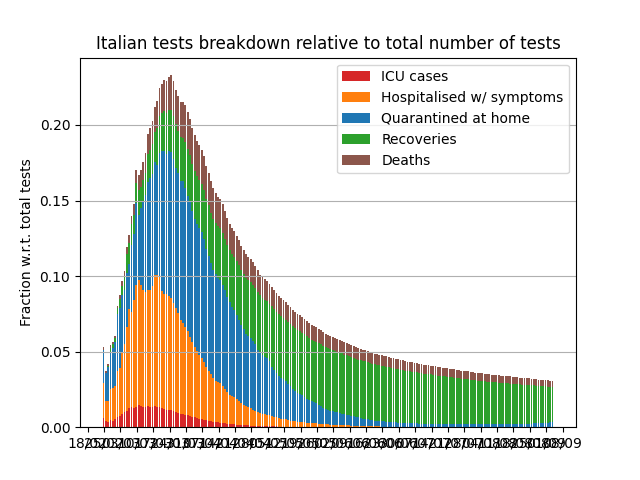 Italian tests breakdown relative to total number of tests
ICU cases
Hospitalised w/ symptoms
Quarantined at home
Recoveries
Deaths
Fraction w.r.t. total tests
0.20
0.15
0.10
0.05
0.00